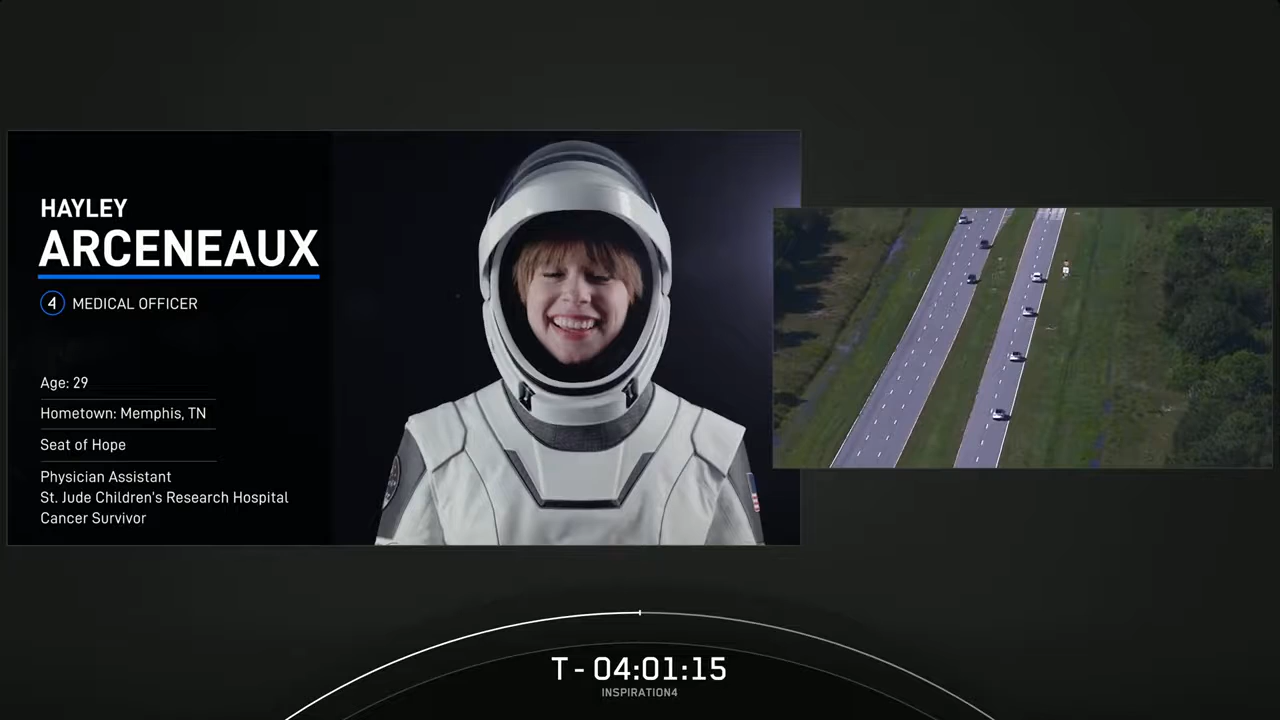 HAYLEY
ARCENEAUX
4 MEDICAL OFFICER
Age: 29
Hometown: Memphis, TN
Seat of Hope
Physician Assistant
St. Jude Children's Research Hospital
Cancer Survivor
T - 04:01:15
INSPIRATION4